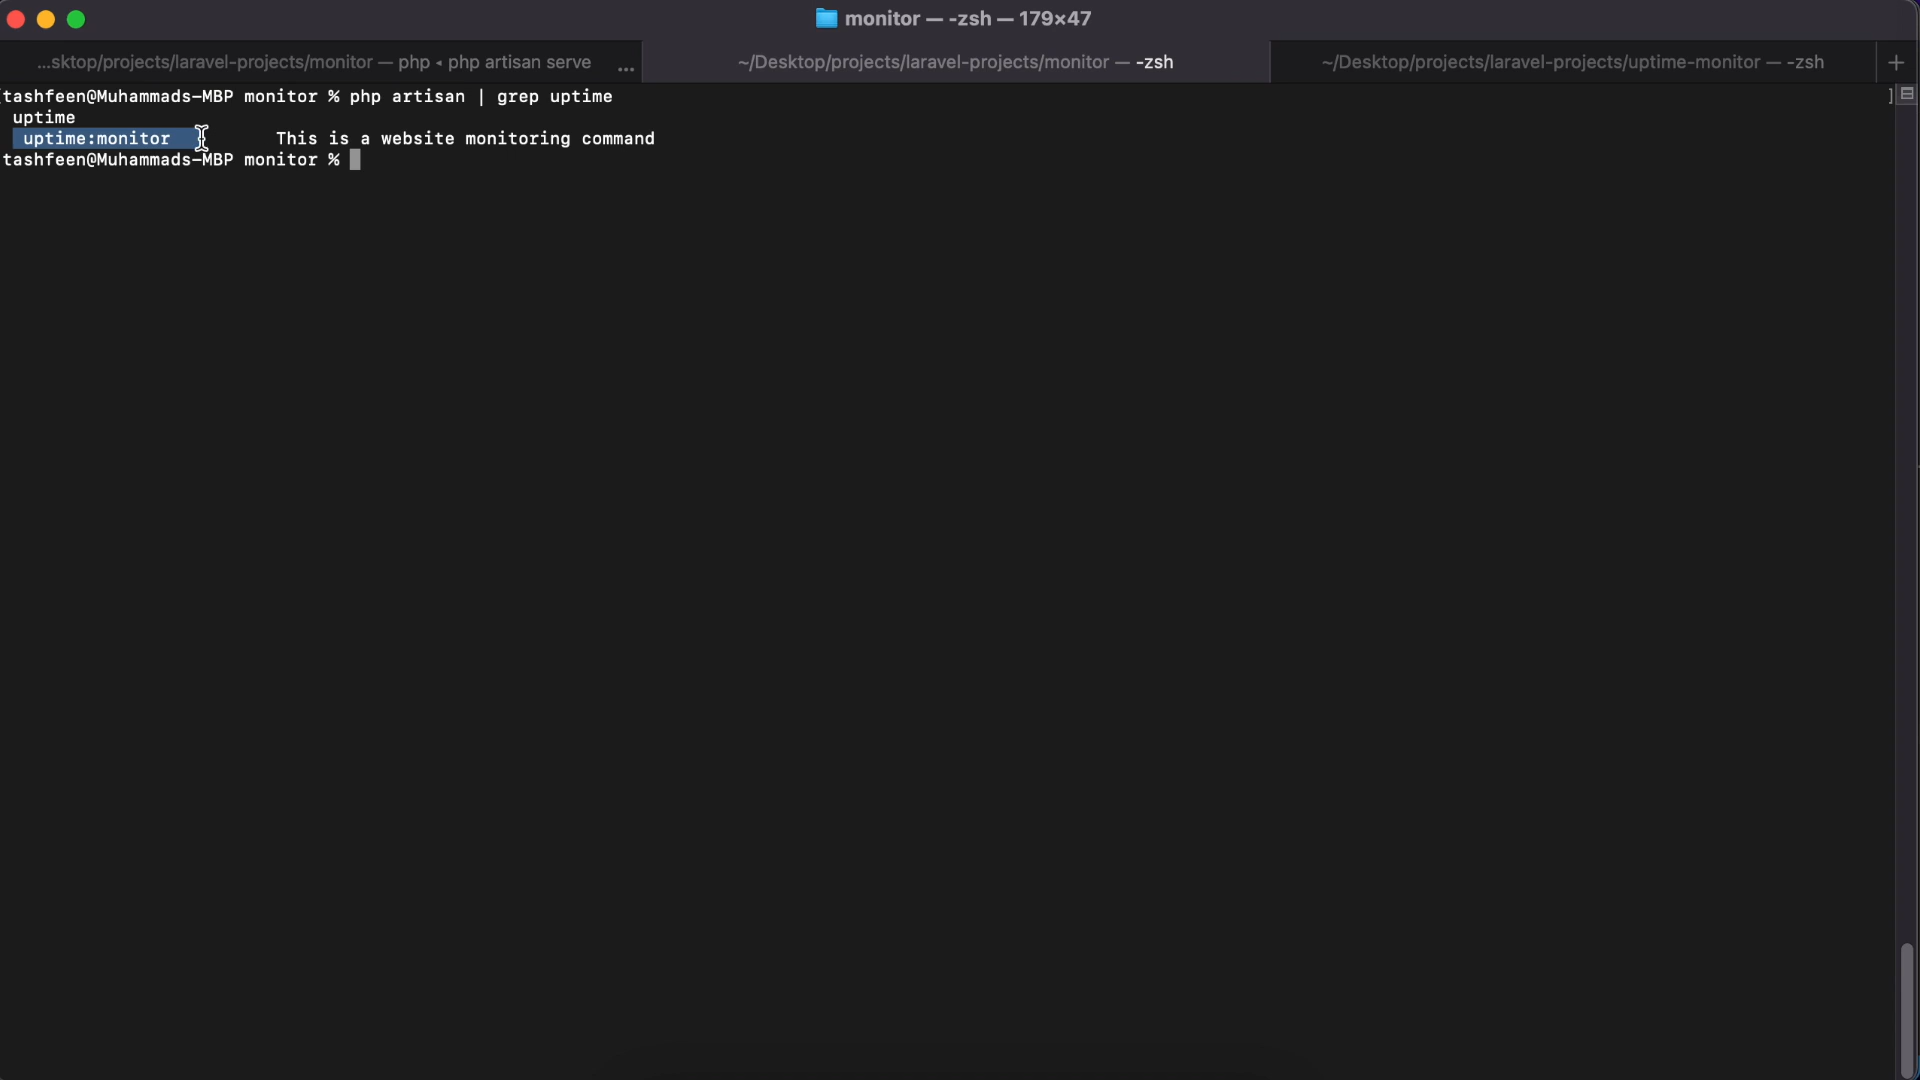 monitor — -zsh — 179×47
...sktop/projects/laravel-projects/monitor — php ◂ php artisan serve ...
~/Desktop/projects/laravel-projects/monitor — -zsh
~/Desktop/projects/laravel-projects/uptime-monitor — -zsh +
[tashfeen@Muhammads-MBP monitor % php artisan | grep uptime ]
uptime
uptime:monitor This is a website monitoring command
tashfeen@Muhammads-MBP monitor %